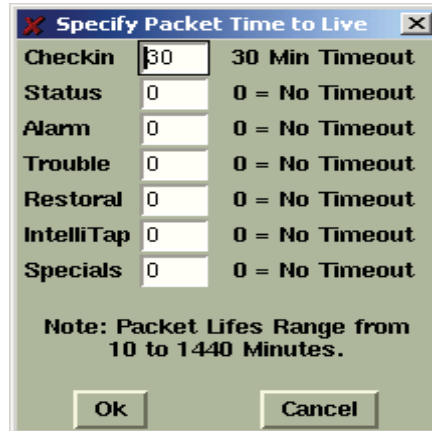 Specify Packet Time to Live
Checkin 30 30 Min Timeout
Status 0 0 = No Timeout
Alarm 0 0 = No Timeout
Trouble 0 0 = No Timeout
Restoral 0 0 = No Timeout
IntelliTap 0 0 = No Timeout
Specials 0 0 = No Timeout
Note: Packet Lifes Range from
10 to 1440 Minutes.
Ok Cancel